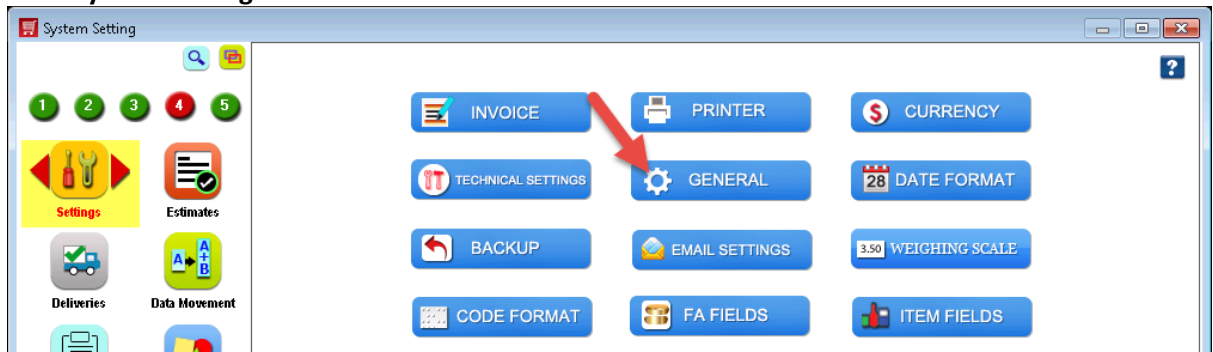 System Setting
?
1 2 3 4 5
INVOICE PRINTER CURRENCY
TECHNICAL SETTINGS GENERAL 28 DATE FORMAT
Settings Estimates
BACKUP EMAIL SETTINGS 3.50 WEIGHING SCALE
A A+B
Deliveries Data Movement
CODE FORMAT FA FIELDS ITEM FIELDS